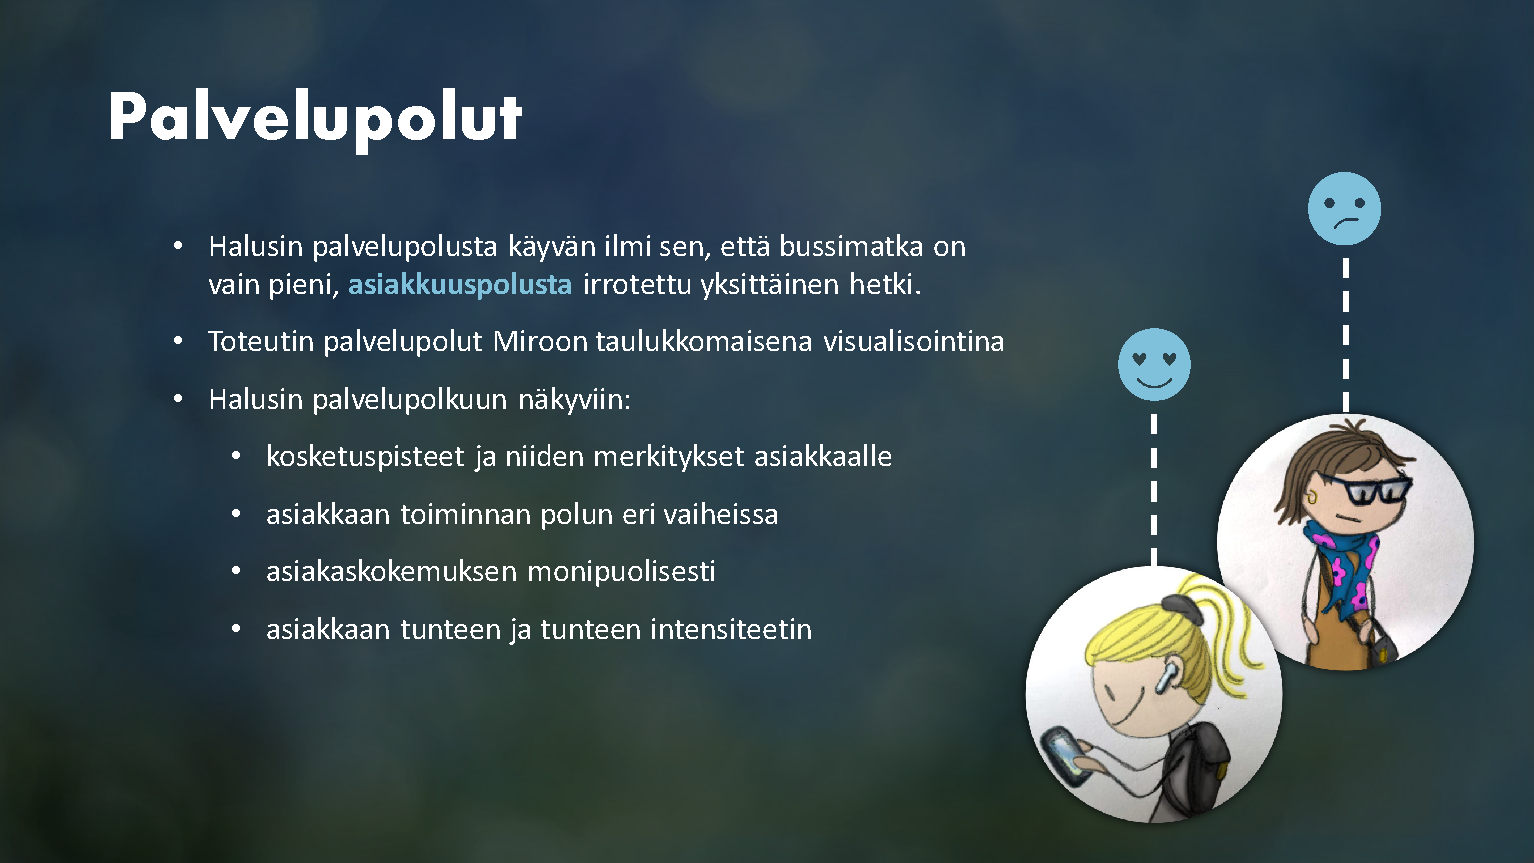 Palvelupolut
• Halusin palvelupolusta käyvän ilmi sen, että bussimatka on
vain pieni, asiakkuuspolusta irrotettu yksittäinen hetki.
• Toteutin palvelupolut Miroon taulukkomaisena visualisointina
• Halusin palvelupolkuun näkyviin:
• kosketuspisteet ja niiden merkitykset asiakkaalle
• asiakkaan toiminnan polun eri vaiheissa
• asiakaskokemuksen monipuolisesti
• asiakkaan tunteen ja tunteen intensiteetin